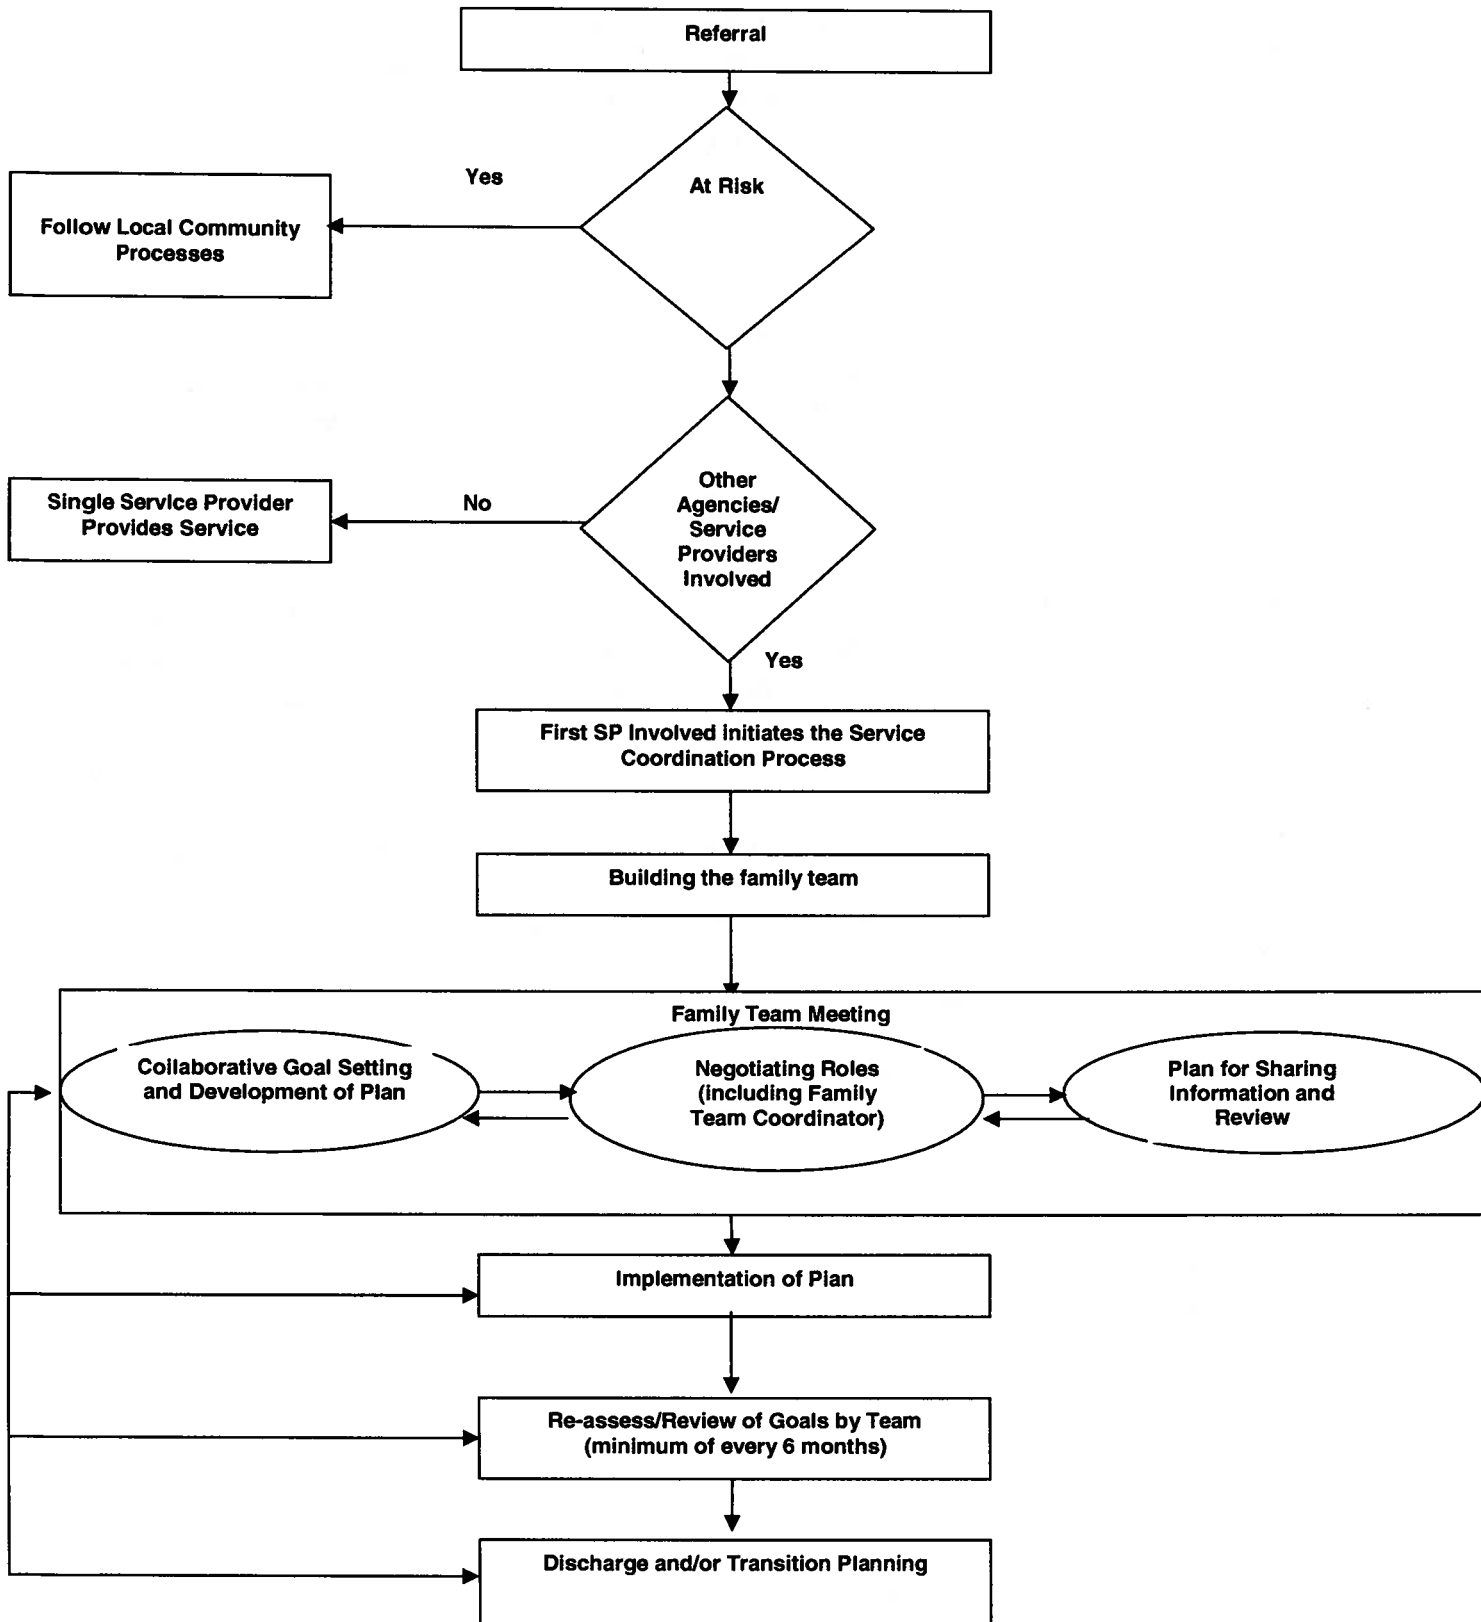 Referral
Yes
At Risk
Follow Local Community
Processes
Other
Agencies/
Service
Providers
Involved
Single Service Provider
Provides Service
No
Yes
First SP Involved initiates the Service
Coordination Process
Building the family team
Family Team Meeting
Collaborative Goal Setting
and Development of Plan
Negotiating Roles
(including Family
Team Coordinator)
Plan for Sharing
Information and
Review
Implementation of Plan
Re-assess/Review of Goals by Team
(minimum of every 6 months)
Discharge and/or Transition Planning